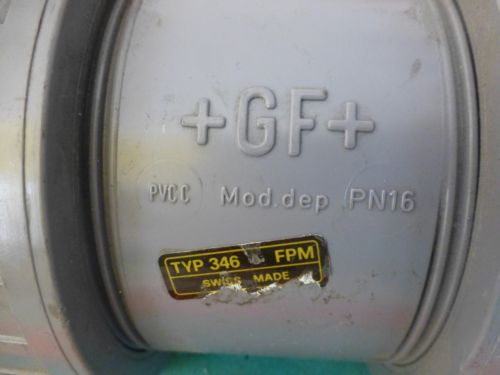 +GF+
PVCC Mod.dep PN16
TYP 346 FPM
SWISS MADE